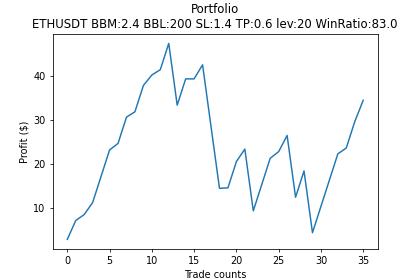 Portfolio
ETHUSDT BBM:2.4 BBL:200 SL:1.4 TP:0.6 lev:20 WinRatio:83.0
Profit ($)
40
30
20
10
0 5 10 15 20 25 30 35
Trade counts